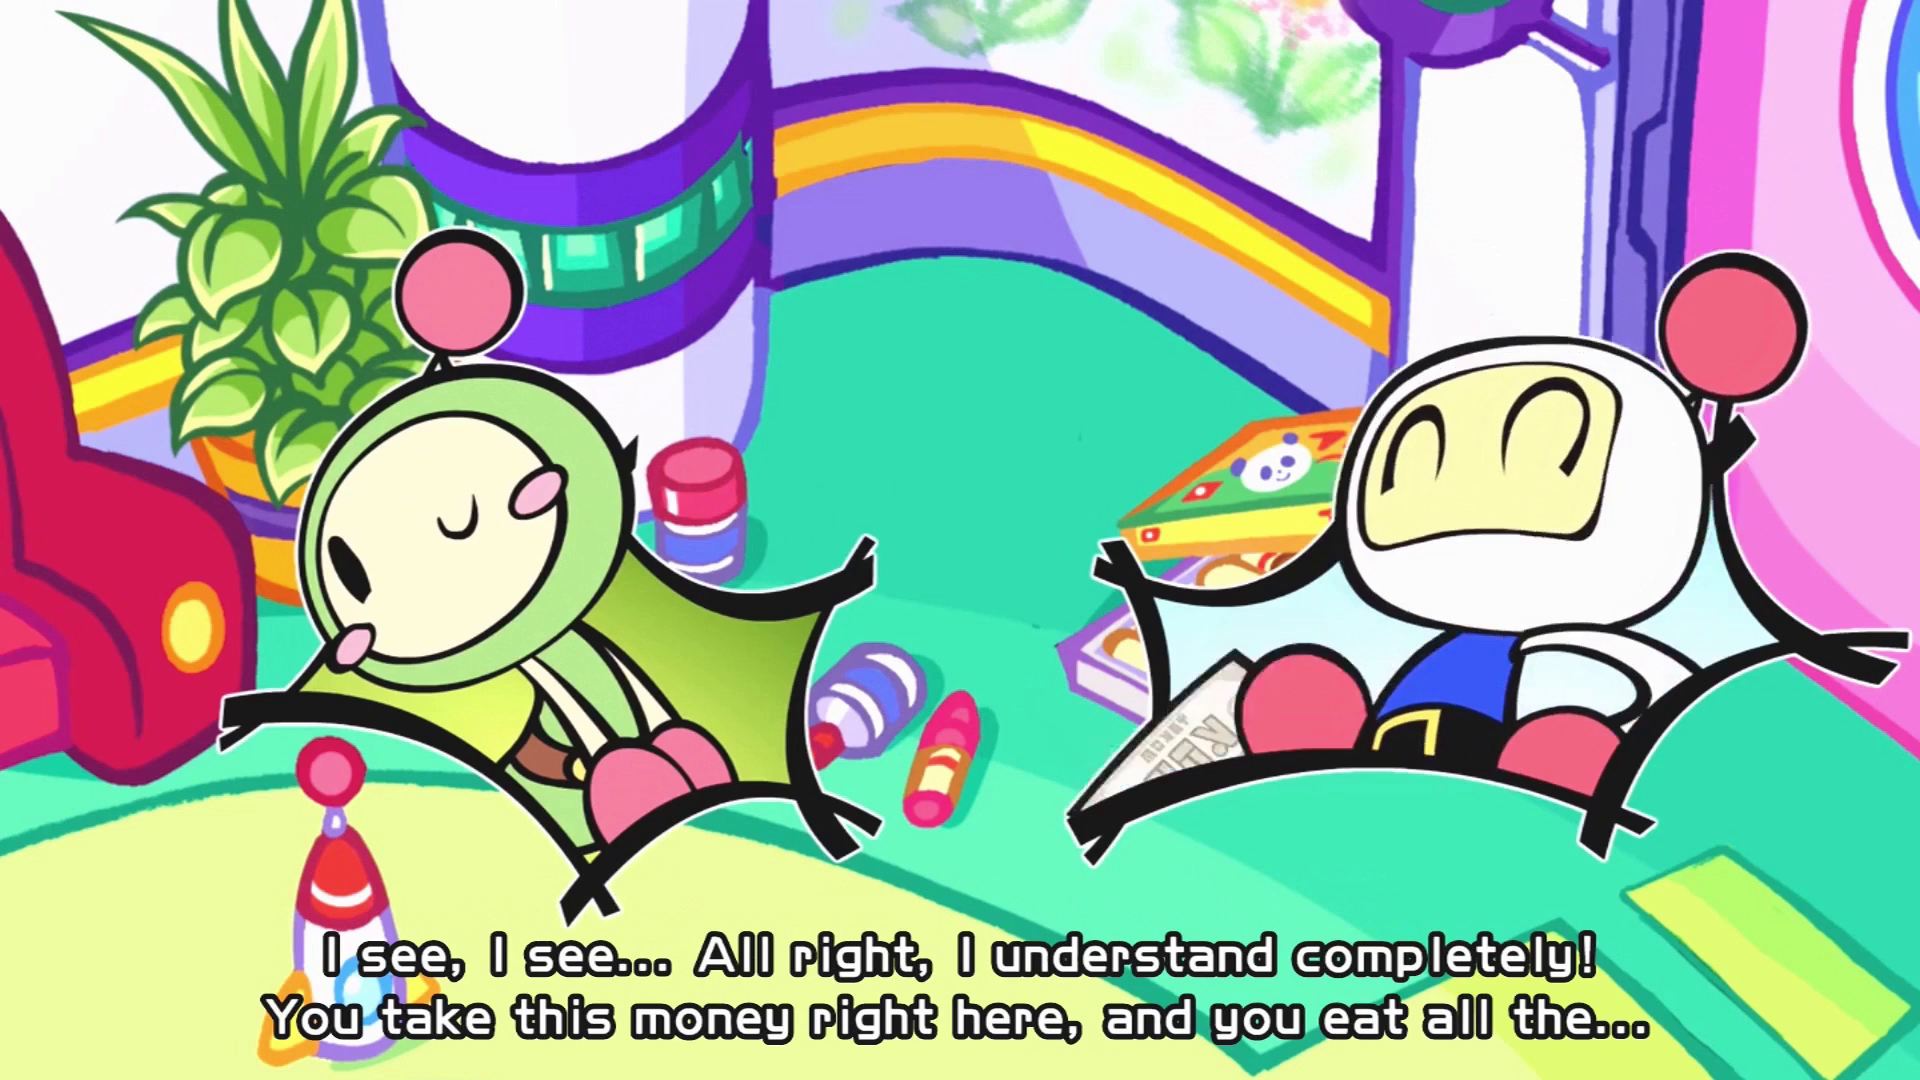 I see, I see... All right, I understand completely!
You take this money right here, and you eat all the...